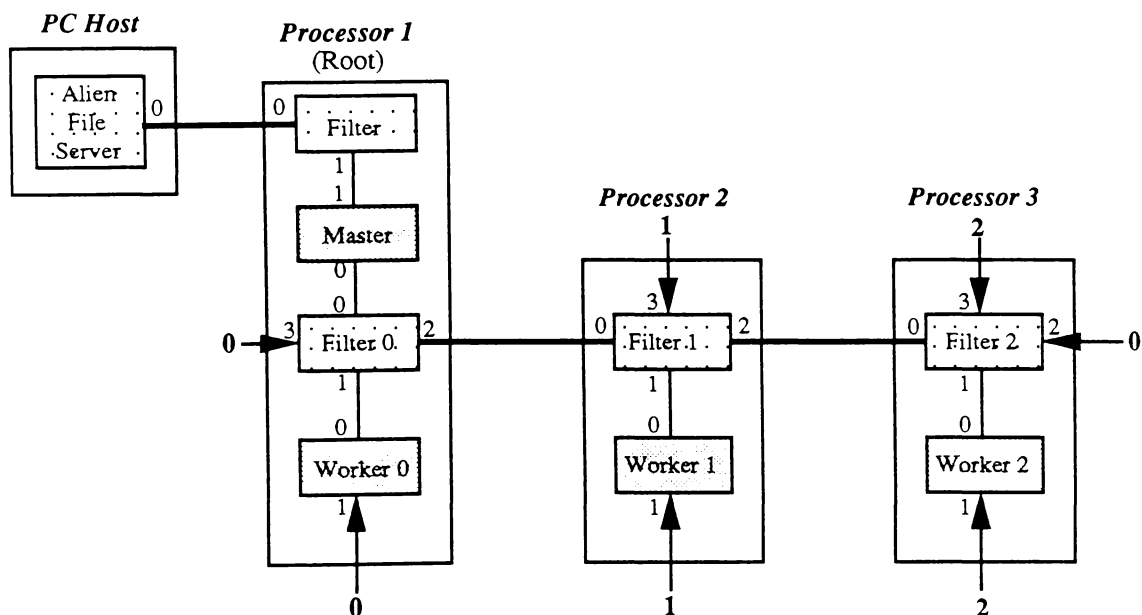 PC Host
Processor 1
(Root)
Alien
File
Server
0
0
Filter
1
1
Master
0
0
3
Filter 0
2
0
1
0
Worker 0
1
0
Processor 2
1
3
0
Filter 1
2
1
0
Worker 1
1
1
Processor 3
2
3
0
Filter 2
2
0
1
0
Worker 2
1
2